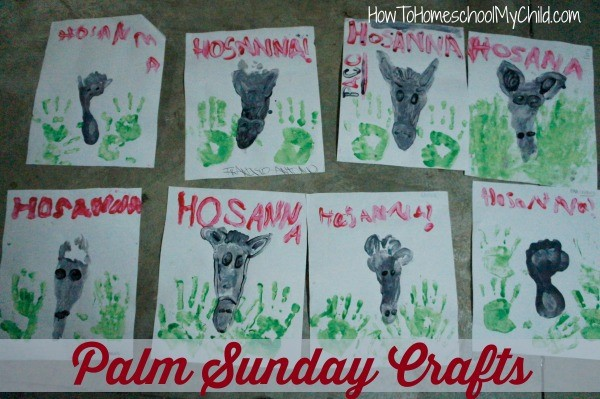 HowToHomeschoolMyChild.com
HOSANNA
HOSANNA!
HOSANNA
HOSANA
HOSANNA
HOSANNA
HOSANNA!
HOSANNA!
Palm Sunday Crafts